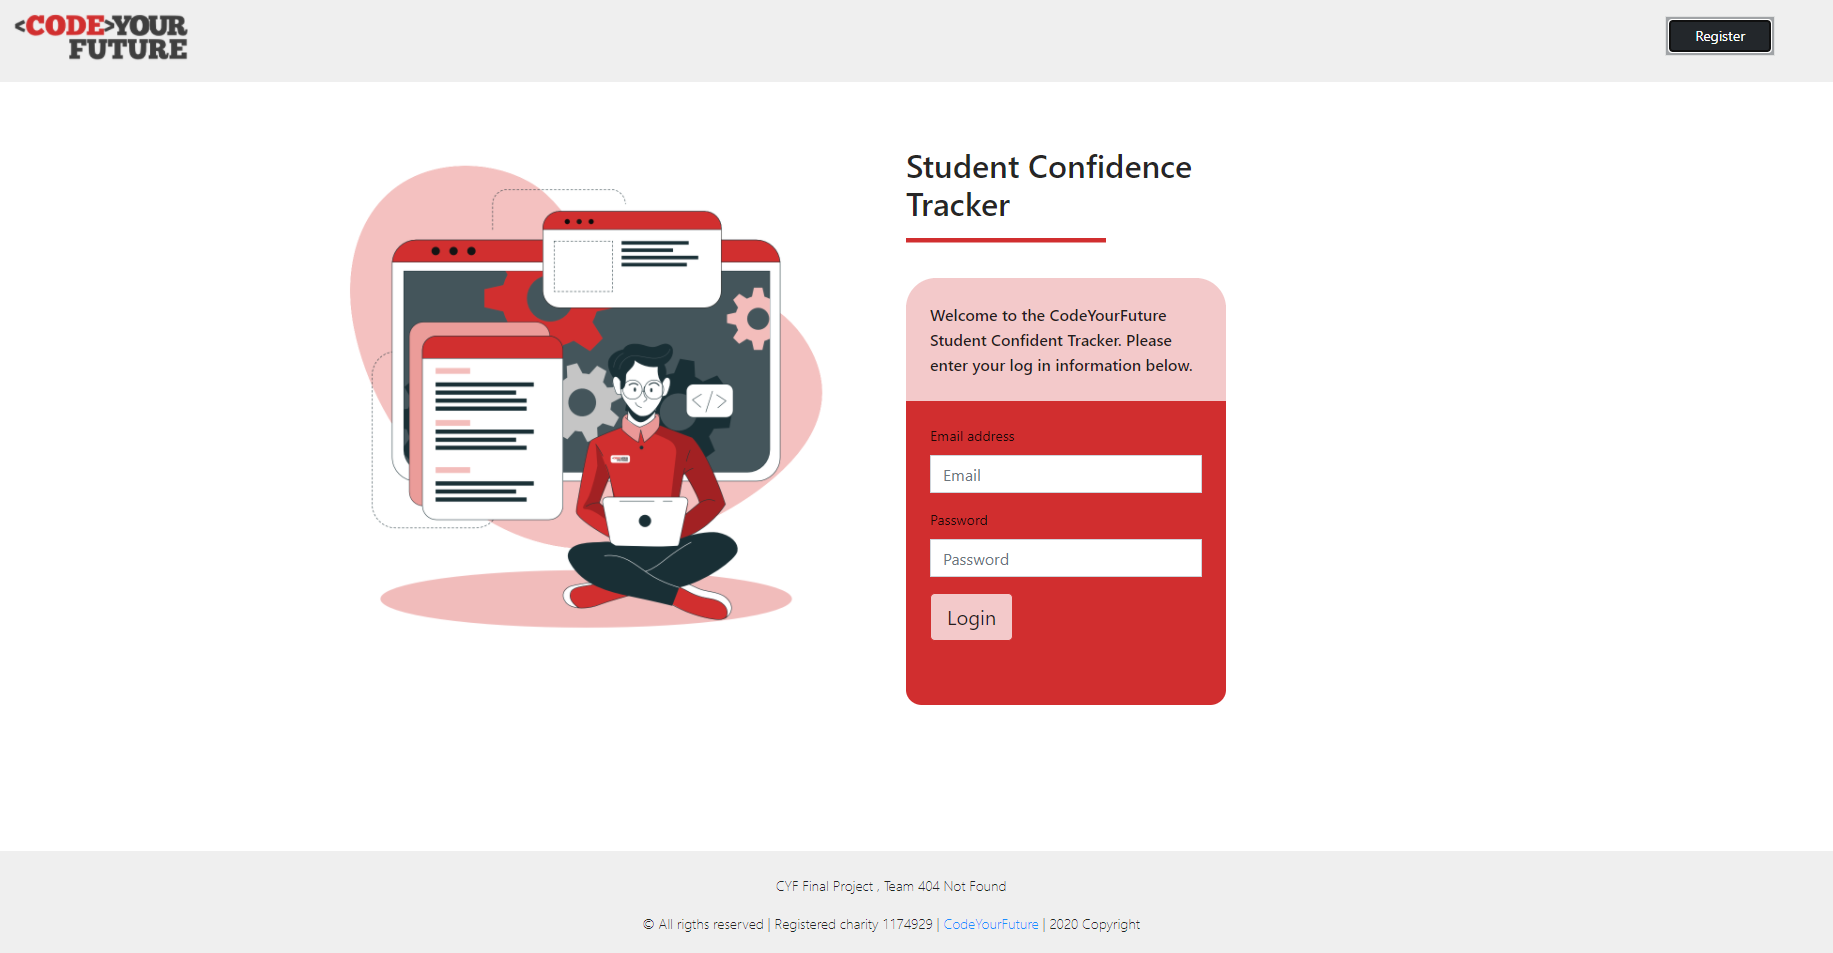 <CODE>YOUR
FUTURE
Register
Student Confidence
Tracker
Welcome to the CodeYourFuture
Student Confident Tracker. Please
enter your log in information below.
</>
Email address
Email
Password
Password
Login
CYF Final Project , Team 404 Not Found
© All rigths reserved | Registered charity 1174929 | CodeYourFuture | 2020 Copyright